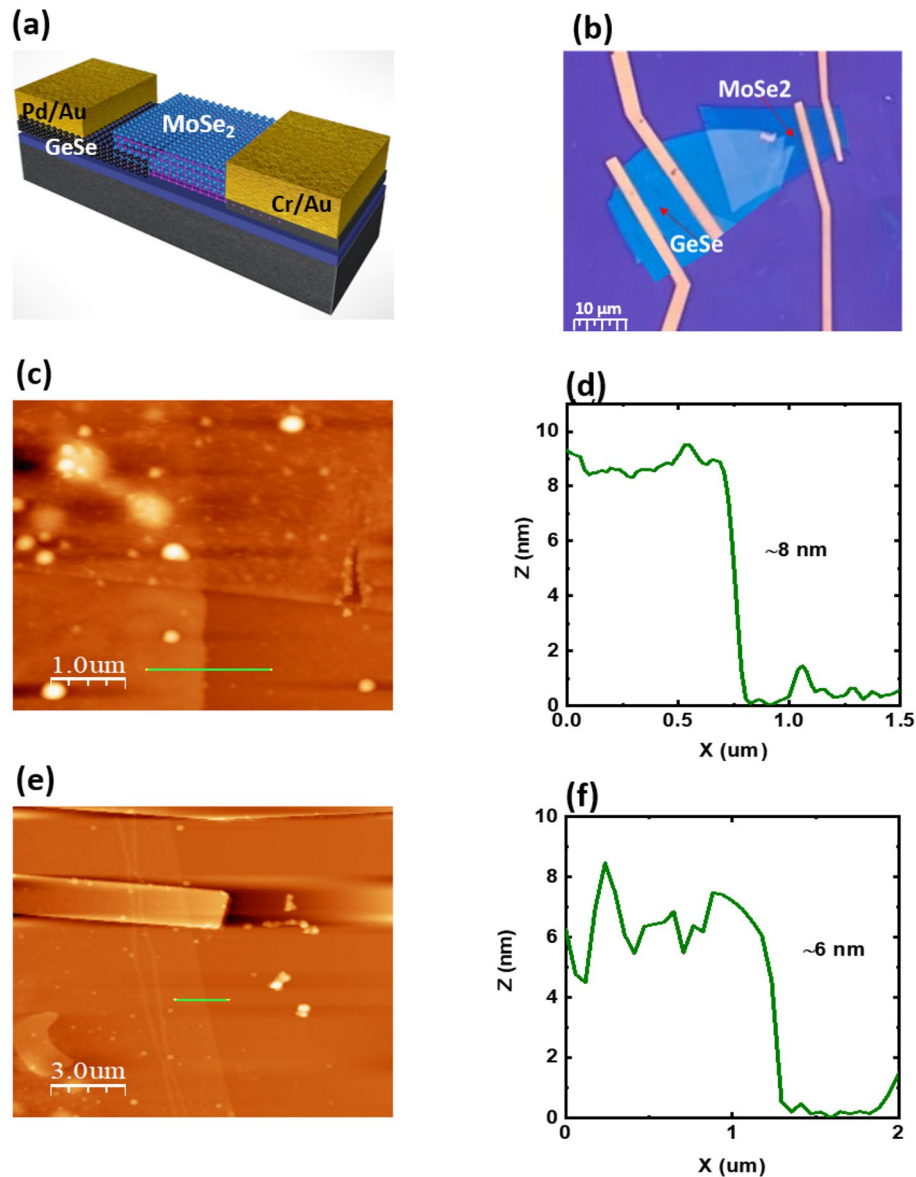 (a)
Pd/Au
GeSe
MoSe₂
Cr/Au
(b)
MoSe2
GeSe
10 µm
(c)
1.0um
(d)
Z (nm)
10
8
6
4
2
0
~8 nm
0.0 0.5 1.0 1.5
X (um)
(e)
3.0um
(f)
Z (nm)
10
8
6
4
2
0
~6 nm
0 1 2
X (um)